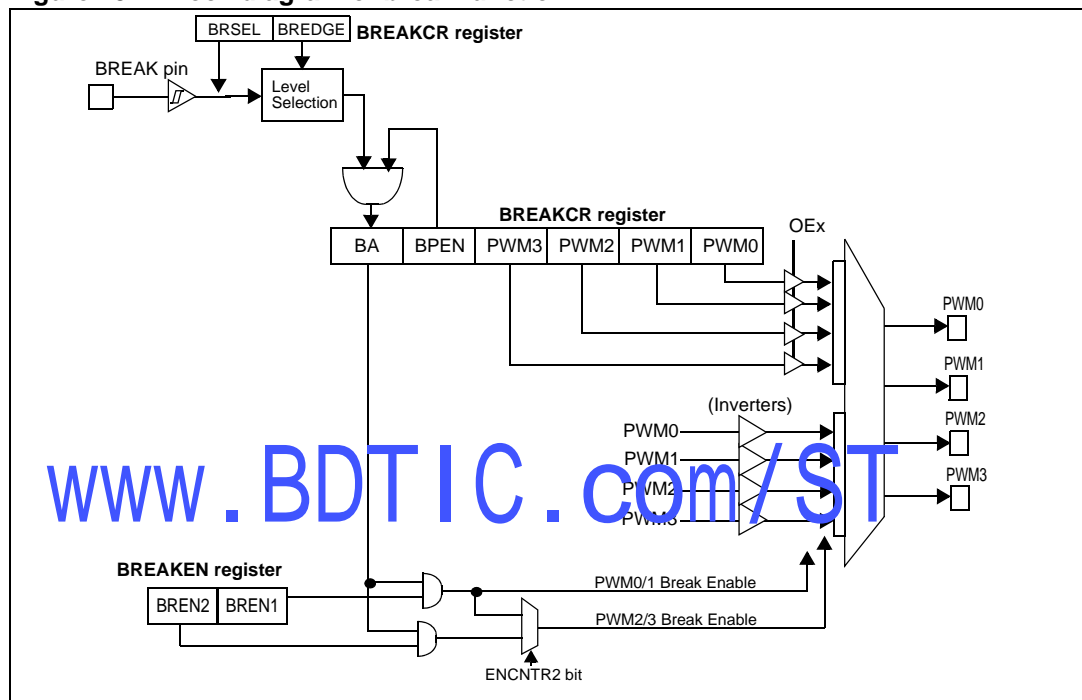 BRSEL BREDGE BREAKCR register
BREAK pin
Level
Selection
BREAKCR register
OEx
BA BPEN PWM3 PWM2 PWM1 PWM0
PWM0
PWM1
(Inverters)
PWM2
PWM0
PWM1
PWM3
PWM2
PWM3
www.BDTIC.com/ST
BREAKEN register
PWM0/1 Break Enable
BREN2 BREN1
PWM2/3 Break Enable
ENCNTR2 bit